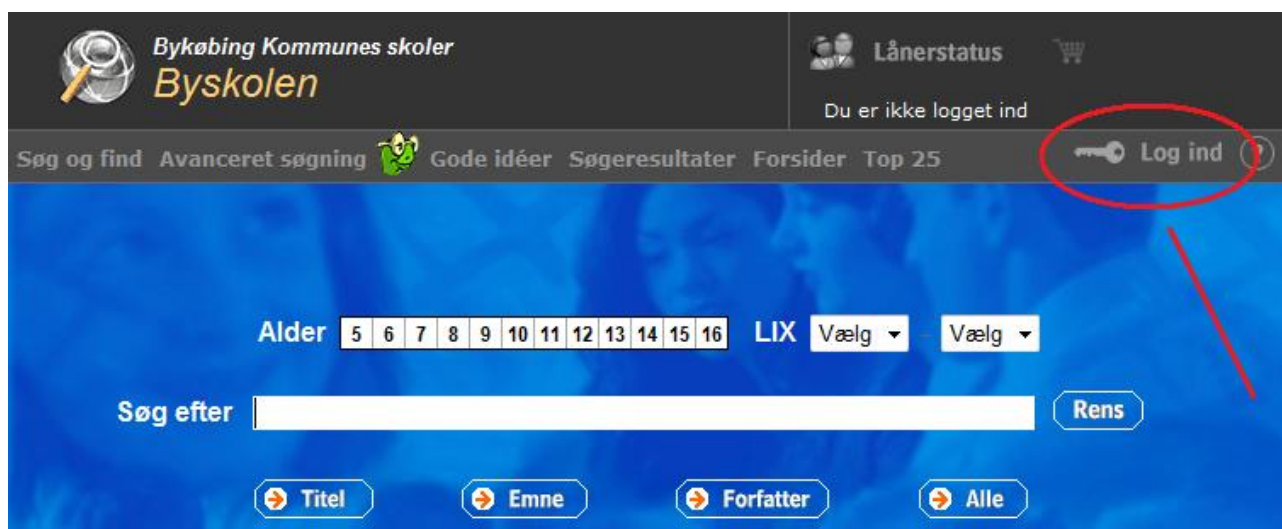 Bykøbing Kommunes skoler
Byskolen
Lånerstatus
Du er ikke logget ind
Søg og find Avanceret søgning Gode idéer Søgeresultater Forsider Top 25 Log ind ?
Alder 5 6 7 8 9 10 11 12 13 14 15 16 LIX Vælg - Vælg
Søg efter Rens
Titel Emne Forfatter Alle